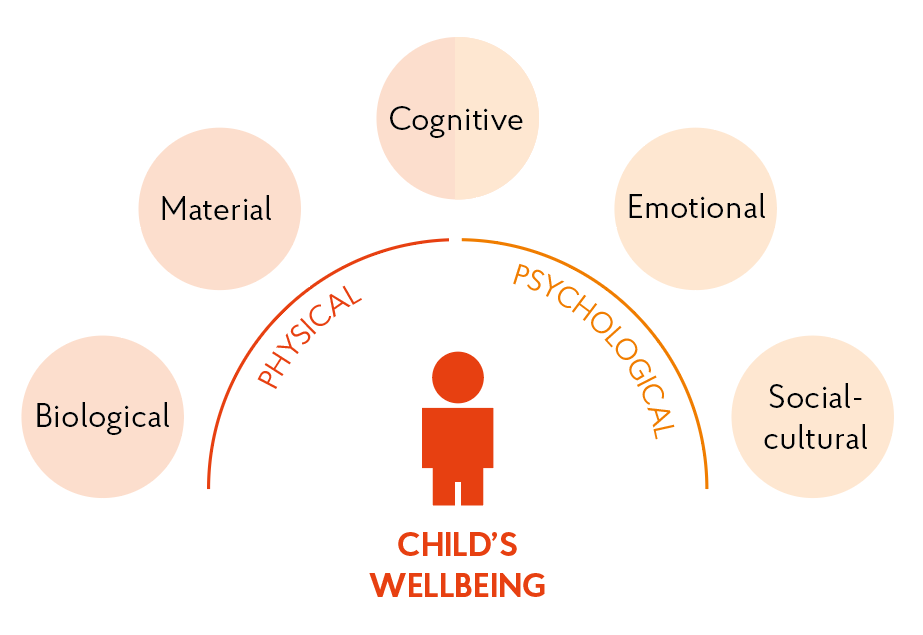 Cognitive
Material
Emotional
PHYSICAL
PSYCHOLOGICAL
Biological
Social-
cultural
CHILD'S
WELLBEING